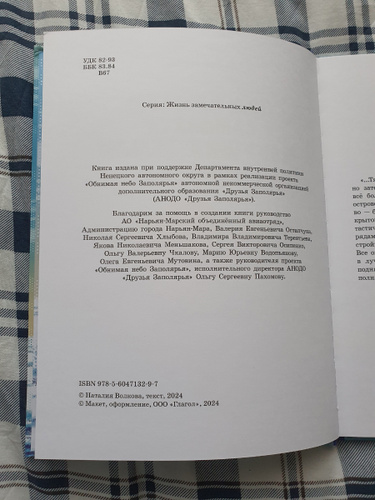 УДК 82-93
ББК 83.84
В67
Серия: Жизнь замечательных людей
Книга издана при поддержке Департамента внутренней политики
Ненецкого автономного округа в рамках реализации проекта
«Обнимая небо Заполярья» автономной некоммерческой организацией
дополнительного образования «Друзья Заполярья»
(АНОДО «Друзья Заполярья»).
Благодарим за помощь в создании книги руководство
АО «Нарьян-Марский объединённый авиаотряд»,
Администрацию города Нарьян-Мара, Валерия Евгеньевича Остапчука,
Николая Сергеевича Хлыбова, Владимира Владимировича Терентьева,
Якова Николаевича Меньшакова, Сергея Викторовича Осипенко,
Ольгу Валерьевну Чкалову, Марию Юрьевну Водопьянову,
Олега Евгеньевича Мутовина, а также руководителя проекта
«Обнимая небо Заполярья», исполнительного директора АНОДО
«Друзья Заполярья» Ольгу Сергеевну Пахомову.
ISBN 978-5-6047132-9-7
© Наталия Волкова, текст, 2024
© Макет, оформление, ООО «Глагол», 2024